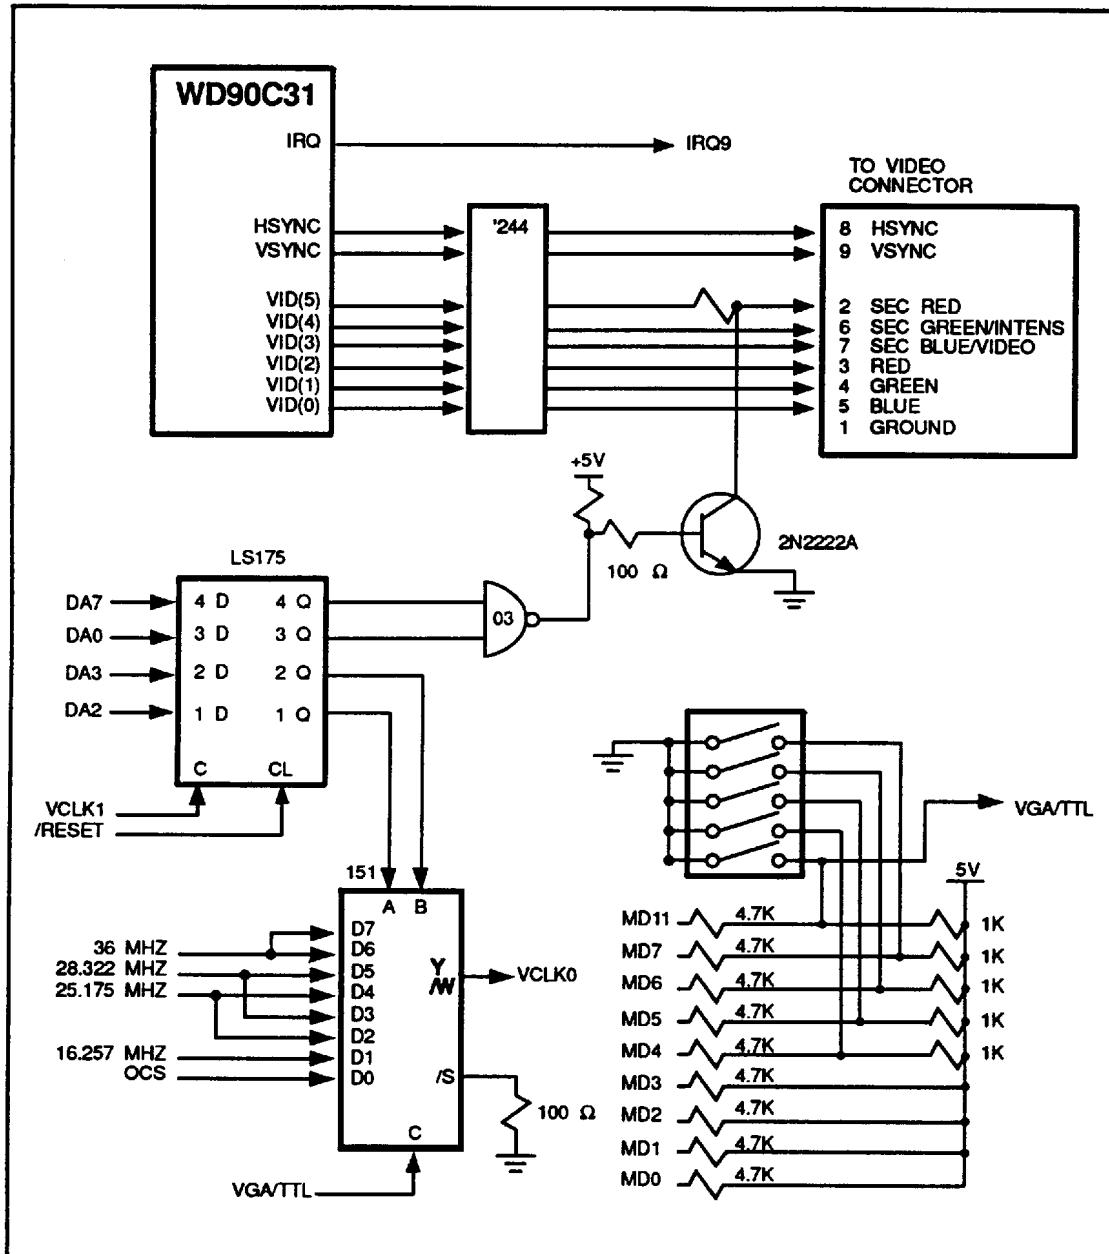 WD90C31
IRQ
IRQ9
TO VIDEO
CONNECTOR
HSYNC
VSYNC
'244
8 HSYNC
9 VSYNC
VID(5)
VID(4)
VID(3)
VID(2)
VID(1)
VID(0)
2 SEC RED
6 SEC GREEN/INTENS
7 SEC BLUE/VIDEO
3 RED
4 GREEN
5 BLUE
1 GROUND
+5V
100 Ω
2N2222A
LS175
DA7
DA0
DA3
DA2
4 D 4 Q
3 D 3 Q
2 D 2 Q
1 D 1 Q
C CL
03
VCLK1
/RESET
VGA/TTL
151
A B
36 MHZ
28.322 MHZ
25.175 MHZ
16.257 MHZ
OCS
D7
D6
D5
D4
D3
D2
D1
D0
Y
/W
VCLK0
/S
100 Ω
C
VGA/TTL
5V
MD11 4.7K 1K
MD7 4.7K 1K
MD6 4.7K 1K
MD5 4.7K 1K
MD4 4.7K 1K
MD3 4.7K
MD2 4.7K
MD1 4.7K
MD0 4.7K